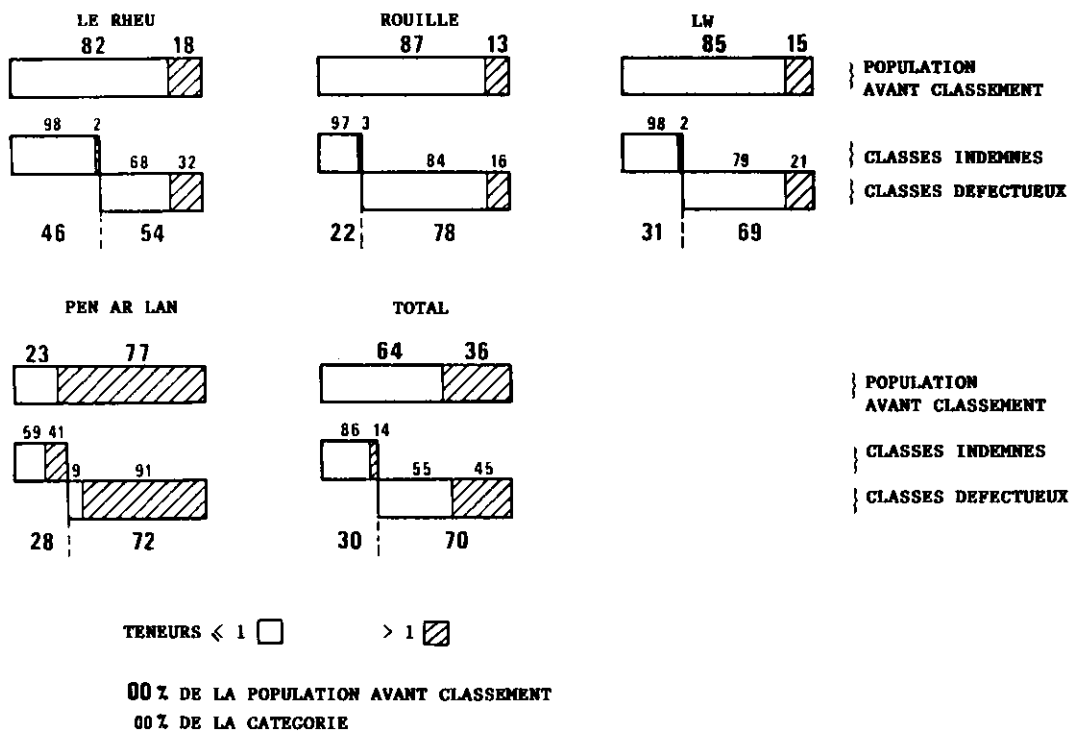 LE RHEU
82 18
98 2
68 32
46 54
ROUILLE
87 13
97 3
84 16
22 78
LW
85 15
98 2
79 21
31 69
} POPULATION
AVANT CLASSEMENT
} CLASSES INDEMNES
} CLASSES DEFECTUEUX
PEN AR LAN
23 77
59 41
9 91
28 72
TOTAL
64 36
86 14
55 45
30 70
} POPULATION
AVANT CLASSEMENT
} CLASSES INDEMNES
} CLASSES DEFECTUEUX
TENEURS ⩽ 1 > 1
00 % DE LA POPULATION AVANT CLASSEMENT
00 % DE LA CATEGORIE